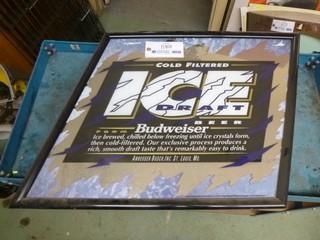 COLD FILTERED
ICE
DRAFT
BEER
FROM Budweiser
Ice brewed, chilled below freezing until ice crystals form,
then cold-filtered. Our exclusive process produces a
rich, smooth draft taste that's remarkably easy to drink.
ANHEUSER-BUSCH, INC. ST. LOUIS, MO.